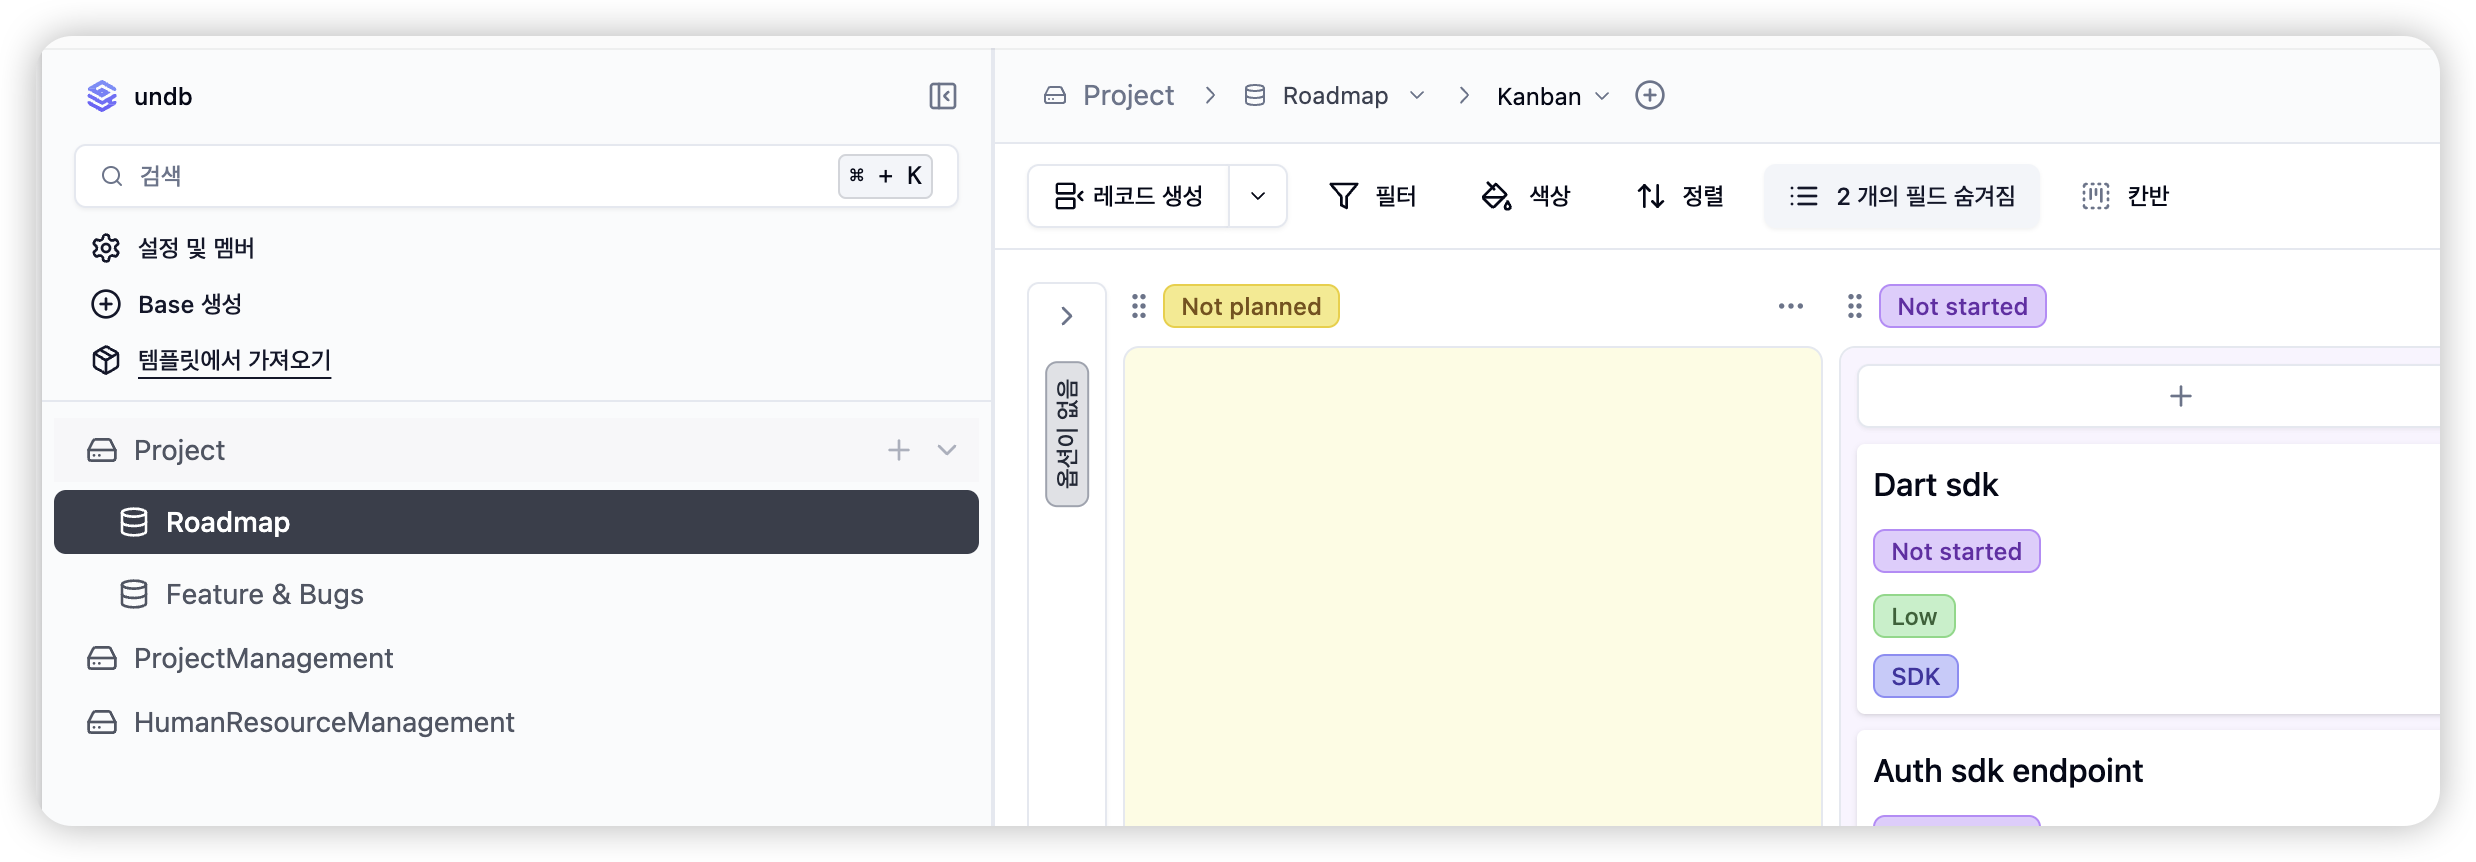 undb
검색
⌘ + K
설정 및 멤버
Base 생성
템플릿에서 가져오기
Project
Roadmap
Feature & Bugs
ProjectManagement
HumanResourceManagement
Project
Roadmap
Kanban
레코드 생성
필터
색상
정렬
2 개의 필드 숨겨짐
칸반
옵션이 없음
Not planned
Not started
Dart sdk
Not started
Low
SDK
Auth sdk endpoint